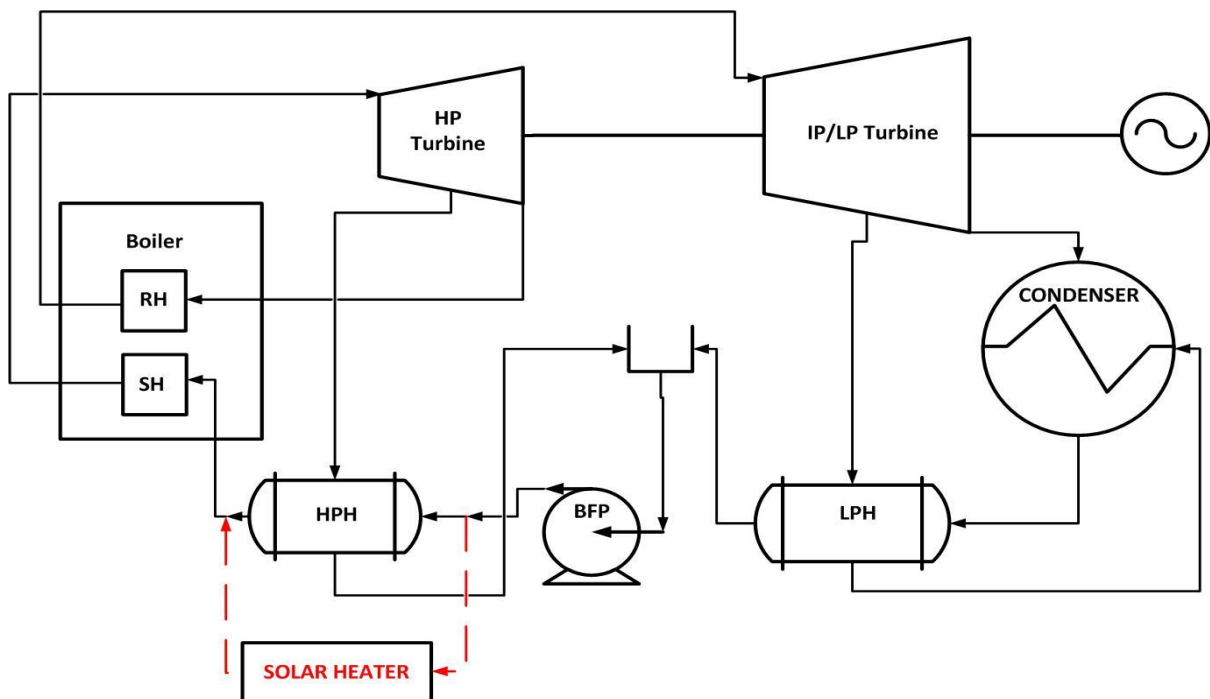 HP
Turbine
IP/LP Turbine
Boiler
RH
CONDENSER
SH
HPH
BFP
LPH
SOLAR HEATER